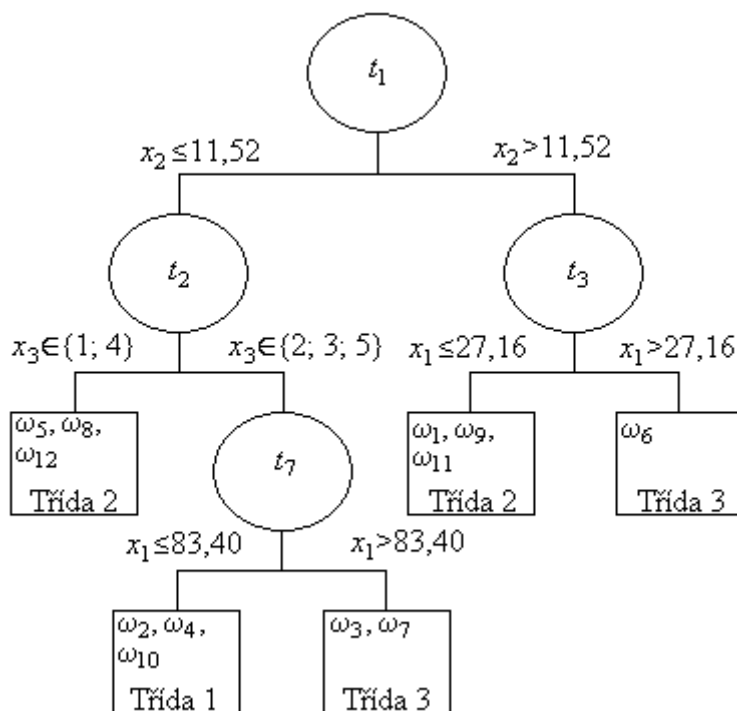 t₁
x₂≤11,52
x₂>11,52
t₂
t₃
x₃∈{1; 4}
x₃∈{2; 3; 5}
x₁≤27,16
x₁>27,16
ω₅, ω₈,
ω₁₂
Třída 2
t₇
ω₁, ω₉,
ω₁₁
Třída 2
ω₆
Třída 3
x₁≤83,40
x₁>83,40
ω₂, ω₄,
ω₁₀
Třída 1
ω₃, ω₇
Třída 3